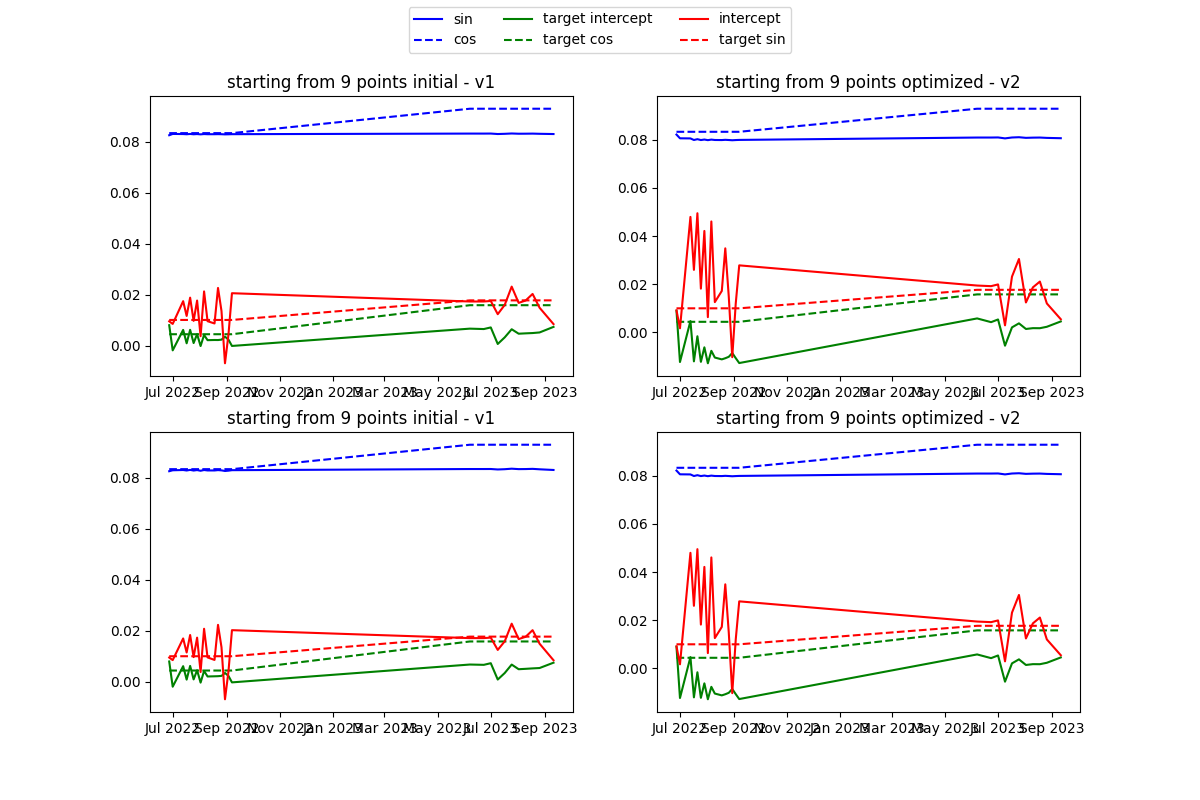 sin target intercept intercept
cos target cos target sin
starting from 9 points initial - v1
starting from 9 points optimized - v2
0.08
0.06
0.04
0.02
0.00
Jul 2022 Sep 2022 Nov 2022 Jan 2023 Mar 2023 May 2023 Jul 2023 Sep 2023
0.08
0.06
0.04
0.02
0.00
Jul 2022 Sep 2022 Nov 2022 Jan 2023 Mar 2023 May 2023 Jul 2023 Sep 2023
starting from 9 points initial - v1
starting from 9 points optimized - v2
0.08
0.06
0.04
0.02
0.00
Jul 2022 Sep 2022 Nov 2022 Jan 2023 Mar 2023 May 2023 Jul 2023 Sep 2023
0.08
0.06
0.04
0.02
0.00
Jul 2022 Sep 2022 Nov 2022 Jan 2023 Mar 2023 May 2023 Jul 2023 Sep 2023